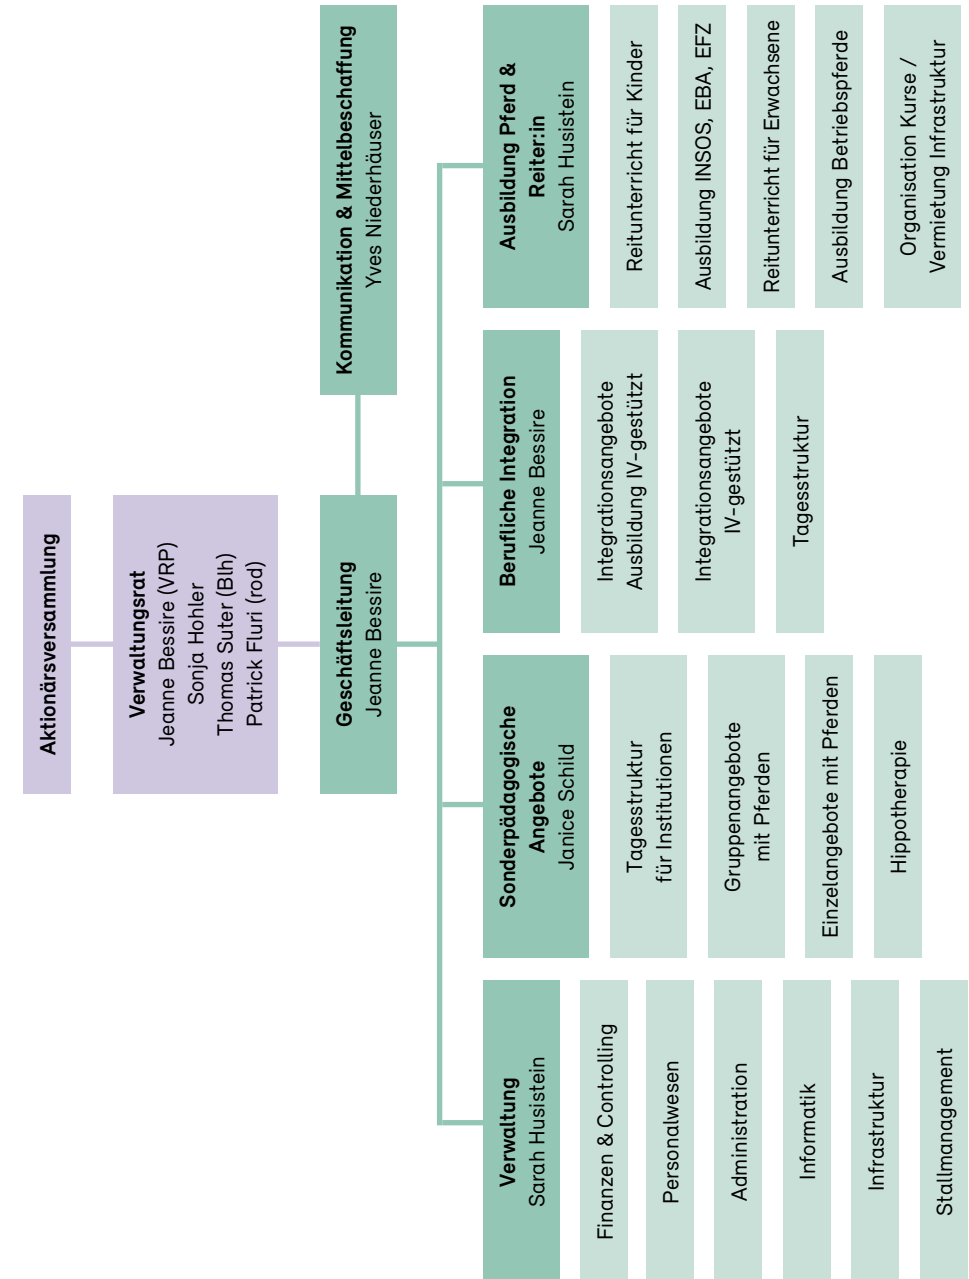 Aktionärsversammlung
Verwaltungsrat
Jeanne Bessire (VRP)
Sonja Hohler
Thomas Suter (Blh)
Patrick Fluri (rod)
Geschäftsleitung
Jeanne Bessire
Kommunikation & Mittelbeschaffung
Yves Niederhäuser
Verwaltung
Sarah Husistein
Finanzen & Controlling
Personalwesen
Administration
Informatik
Infrastruktur
Stallmanagement
Sonderpädagogische
Angebote
Janice Schild
Tagesstruktur
für Institutionen
Gruppenangebote
mit Pferden
Einzelangebote mit Pferden
Hippotherapie
Berufliche Integration
Jeanne Bessire
Integrationsangebote
Ausbildung IV-gestützt
Integrationsangebote
IV-gestützt
Tagesstruktur
Ausbildung Pferd &
Reiter:in
Sarah Husistein
Reitunterricht für Kinder
Ausbildung INSOS, EBA, EFZ
Reitunterricht für Erwachsene
Ausbildung Betriebspferde
Organisation Kurse /
Vermietung Infrastruktur